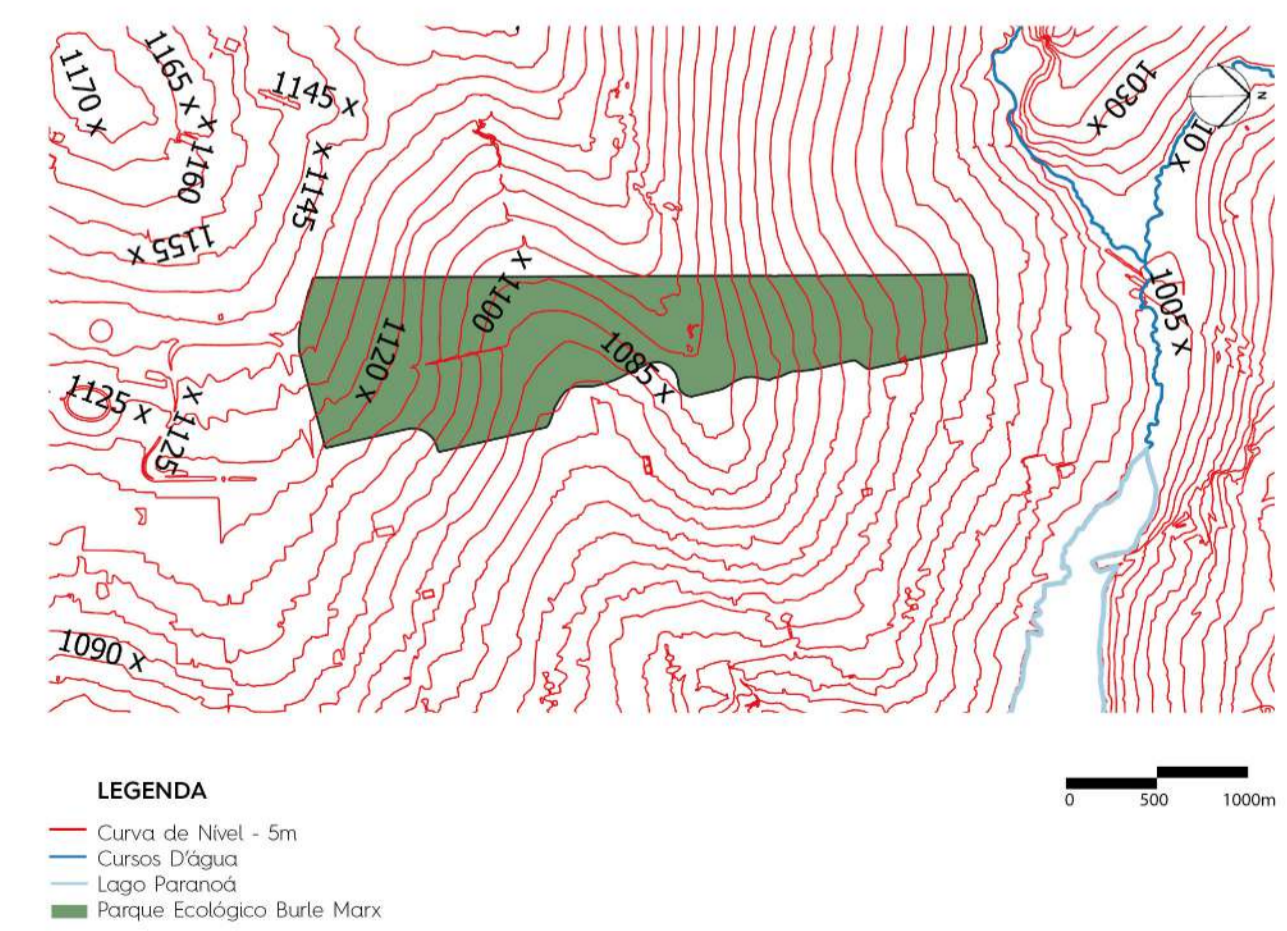 1170 x
1165 x
x 1160
1145 x
x 1145
1155 x
1030 x
10 x
N
x 1100
1120 x
1085 x
1005 x
1125 x
x 1125
1090 x
LEGENDA
Curva de Nível - 5m
Cursos D'água
Lago Paranoá
Parque Ecológico Burle Marx
0 500 1000m